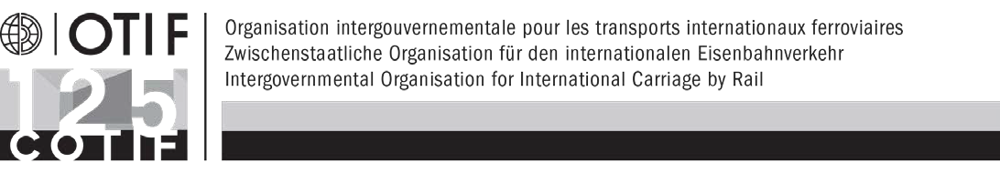 OTIF
125
COTIF
Organisation intergouvernementale pour les transports internationaux ferroviaires
Zwischenstaatliche Organisation für den internationalen Eisenbahnverkehr
Intergovernmental Organisation for International Carriage by Rail